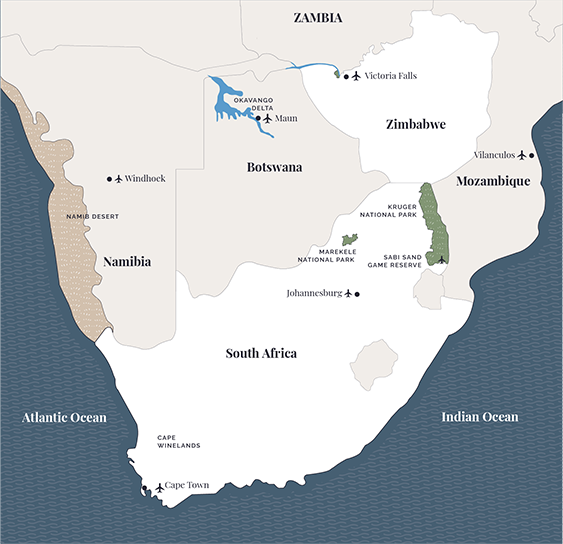 ZAMBIA
Victoria Falls
OKAVANGO
DELTA
Maun
Zimbabwe
Vilanculos
Botswana
Windhoek
Mozambique
KRUGER
NATIONAL PARK
NAMIB DESERT
MAREKELE
NATIONAL PARK
SABI SAND
GAME RESERVE
Namibia
Johannesburg
South Africa
Atlantic Ocean
Indian Ocean
CAPE
WINELANDS
Cape Town